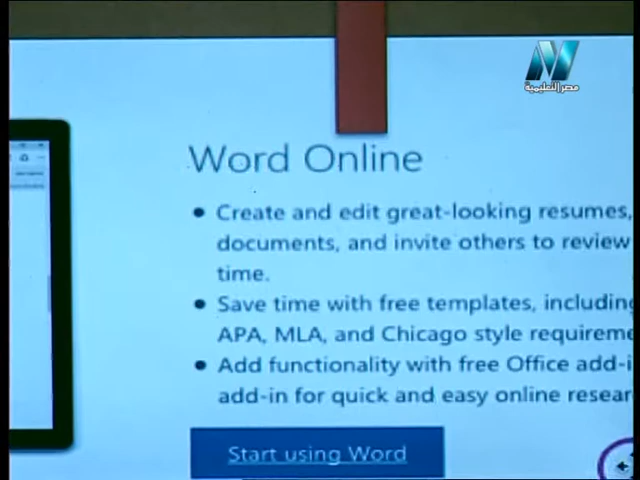 مصر التعليمية
Word Online
• Create and edit great-looking resumes,
documents, and invite others to review
time.
• Save time with free templates, including
APA, MLA, and Chicago style requirem
• Add functionality with free Office add-i
add-in for quick and easy online resear
Start using Word